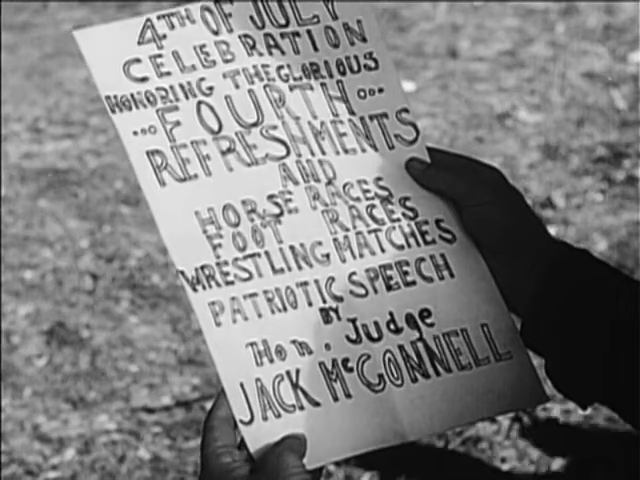 4TH OF JULY
CELEBRATION
HONORING THE GLORIOUS
...FOURTH...
REFRESHMENTS
AND
HORSE RACES
FOOT RACES
WRESTLING MATCHES
PATRIOTIC SPEECH
BY
Hon. Judge
JACK McGONNELL